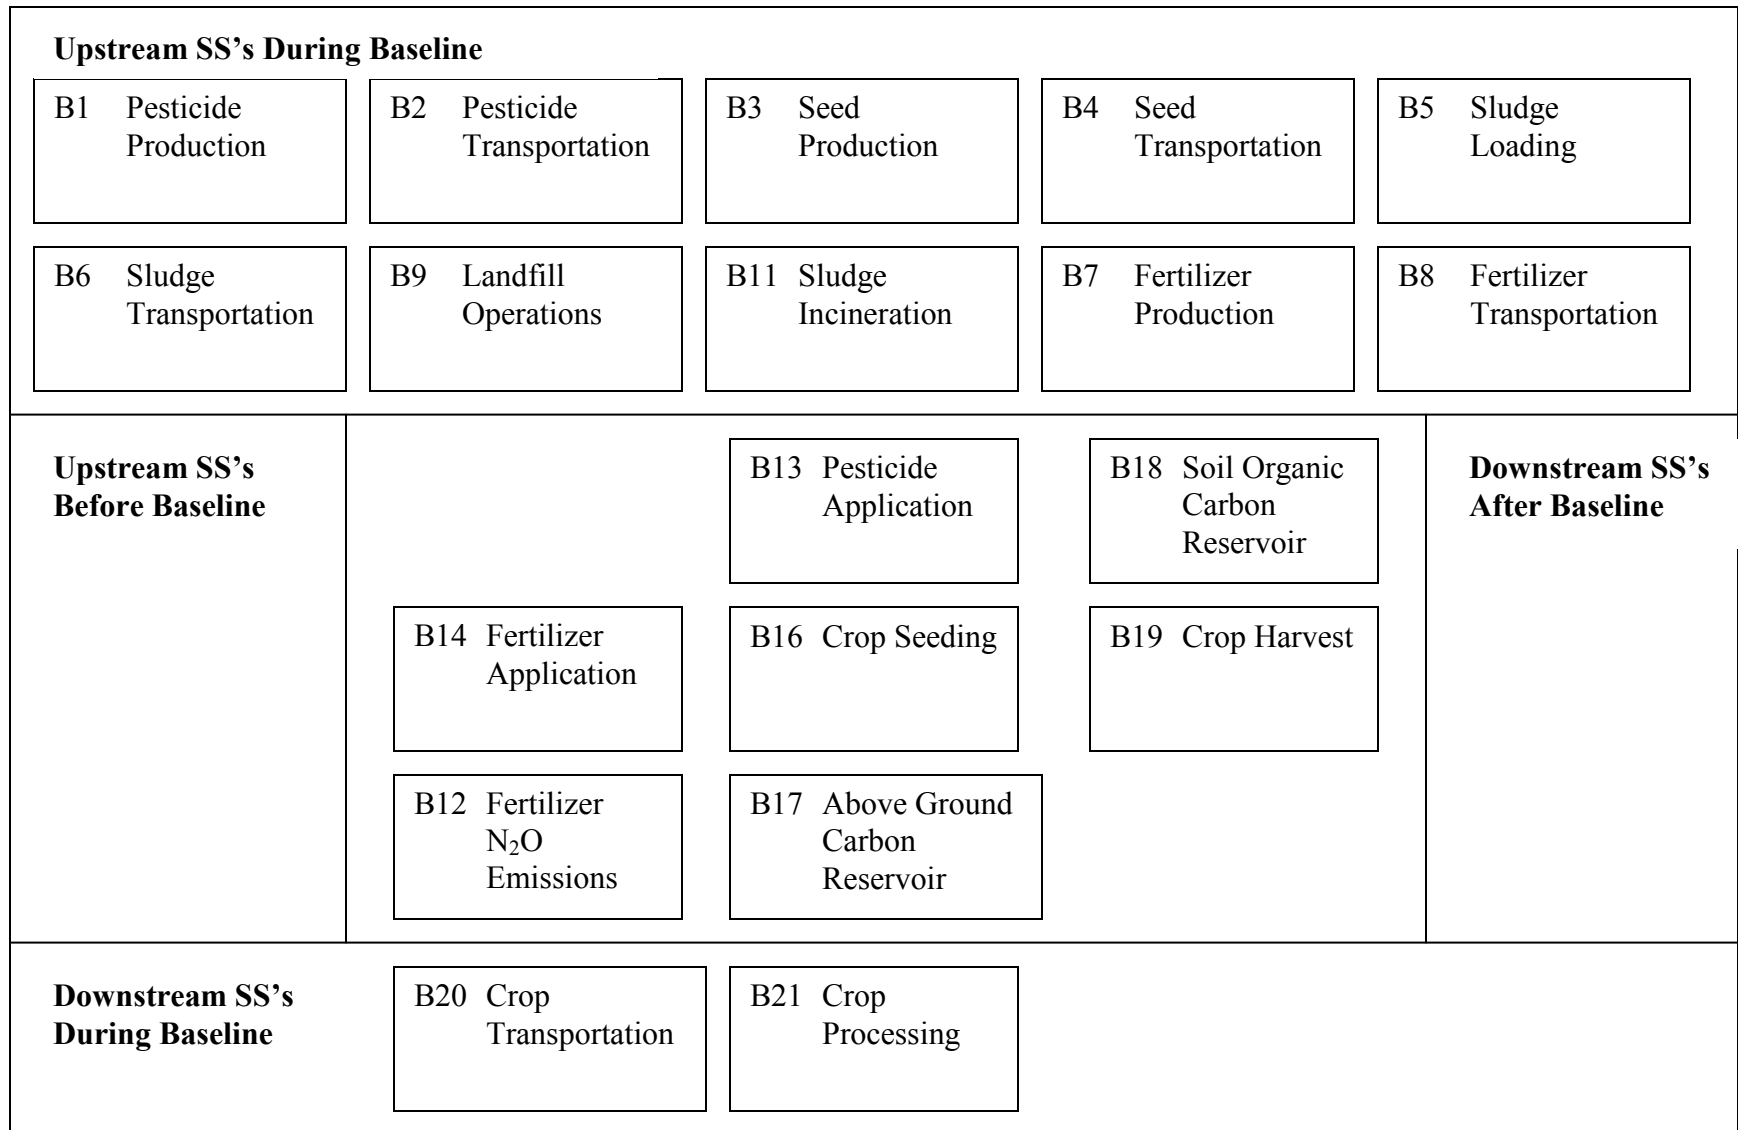 Upstream SS’s During Baseline
B1 Pesticide
Production
B2 Pesticide
Transportation
B3 Seed
Production
B4 Seed
Transportation
B5 Sludge
Loading
B6 Sludge
Transportation
B9 Landfill
Operations
B11 Sludge
Incineration
B7 Fertilizer
Production
B8 Fertilizer
Transportation
Upstream SS’s
Before Baseline
B13 Pesticide
Application
B18 Soil Organic
Carbon
Reservoir
Downstream SS’s
After Baseline
B14 Fertilizer
Application
B16 Crop Seeding
B19 Crop Harvest
B12 Fertilizer
N₂O
Emissions
B17 Above Ground
Carbon
Reservoir
Downstream SS’s
During Baseline
B20 Crop
Transportation
B21 Crop
Processing